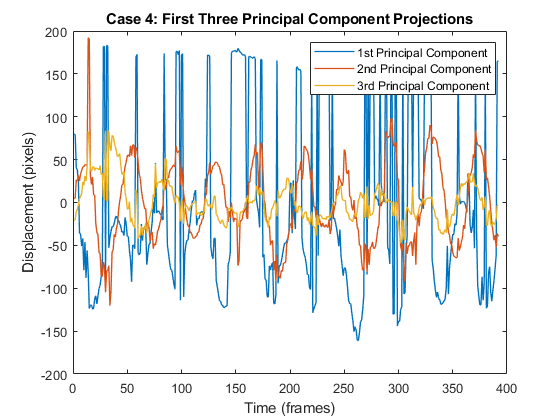 Case 4: First Three Principal Component Projections
1st Principal Component
2nd Principal Component
3rd Principal Component
Displacement (pixels)
200
150
100
50
0
-50
-100
-150
-200
0 50 100 150 200 250 300 350 400
Time (frames)